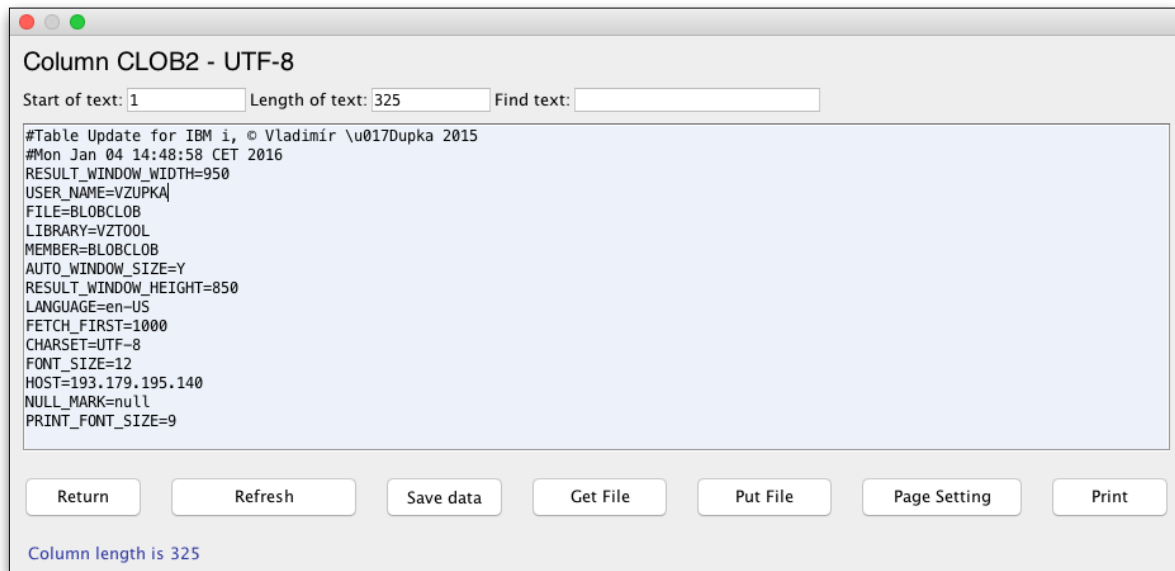 Column CLOB2 - UTF-8
Start of text: 1 Length of text: 325 Find text:
#Table Update for IBM i, © Vladimír \u017Dupka 2015
#Mon Jan 04 14:48:58 CET 2016
RESULT_WINDOW_WIDTH=950
USER_NAME=VZUPKA
FILE=BLOBCLOB
LIBRARY=VZTOOL
MEMBER=BLOBCLOB
AUTO_WINDOW_SIZE=Y
RESULT_WINDOW_HEIGHT=850
LANGUAGE=en-US
FETCH_FIRST=1000
CHARSET=UTF-8
FONT_SIZE=12
HOST=193.179.195.140
NULL_MARK=null
PRINT_FONT_SIZE=9
Return Refresh Save data Get File Put File Page Setting Print
Column length is 325